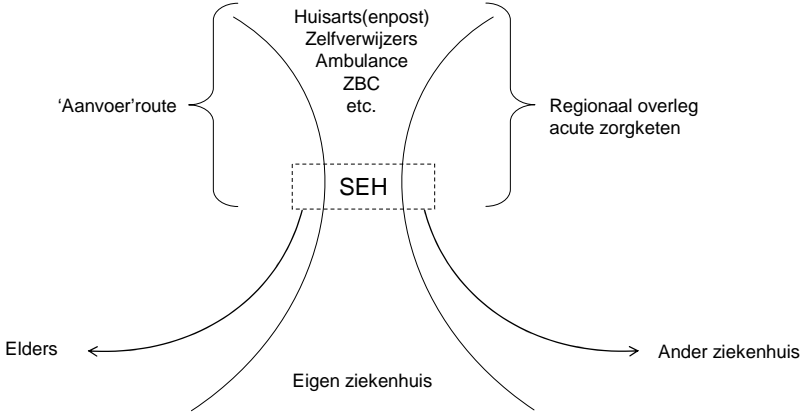 Huisarts(enpost)
Zelfverwijzers
Ambulance
ZBC
etc.
'Aanvoer'route
Regionaal overleg
acute zorgketen
SEH
Elders
Ander ziekenhuis
Eigen ziekenhuis